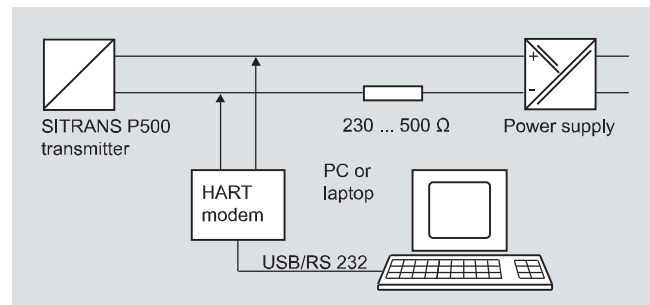 +
-
SITRANS P500
transmitter
230 ... 500 Ω
Power supply
PC or
laptop
HART
modem
USB/RS 232